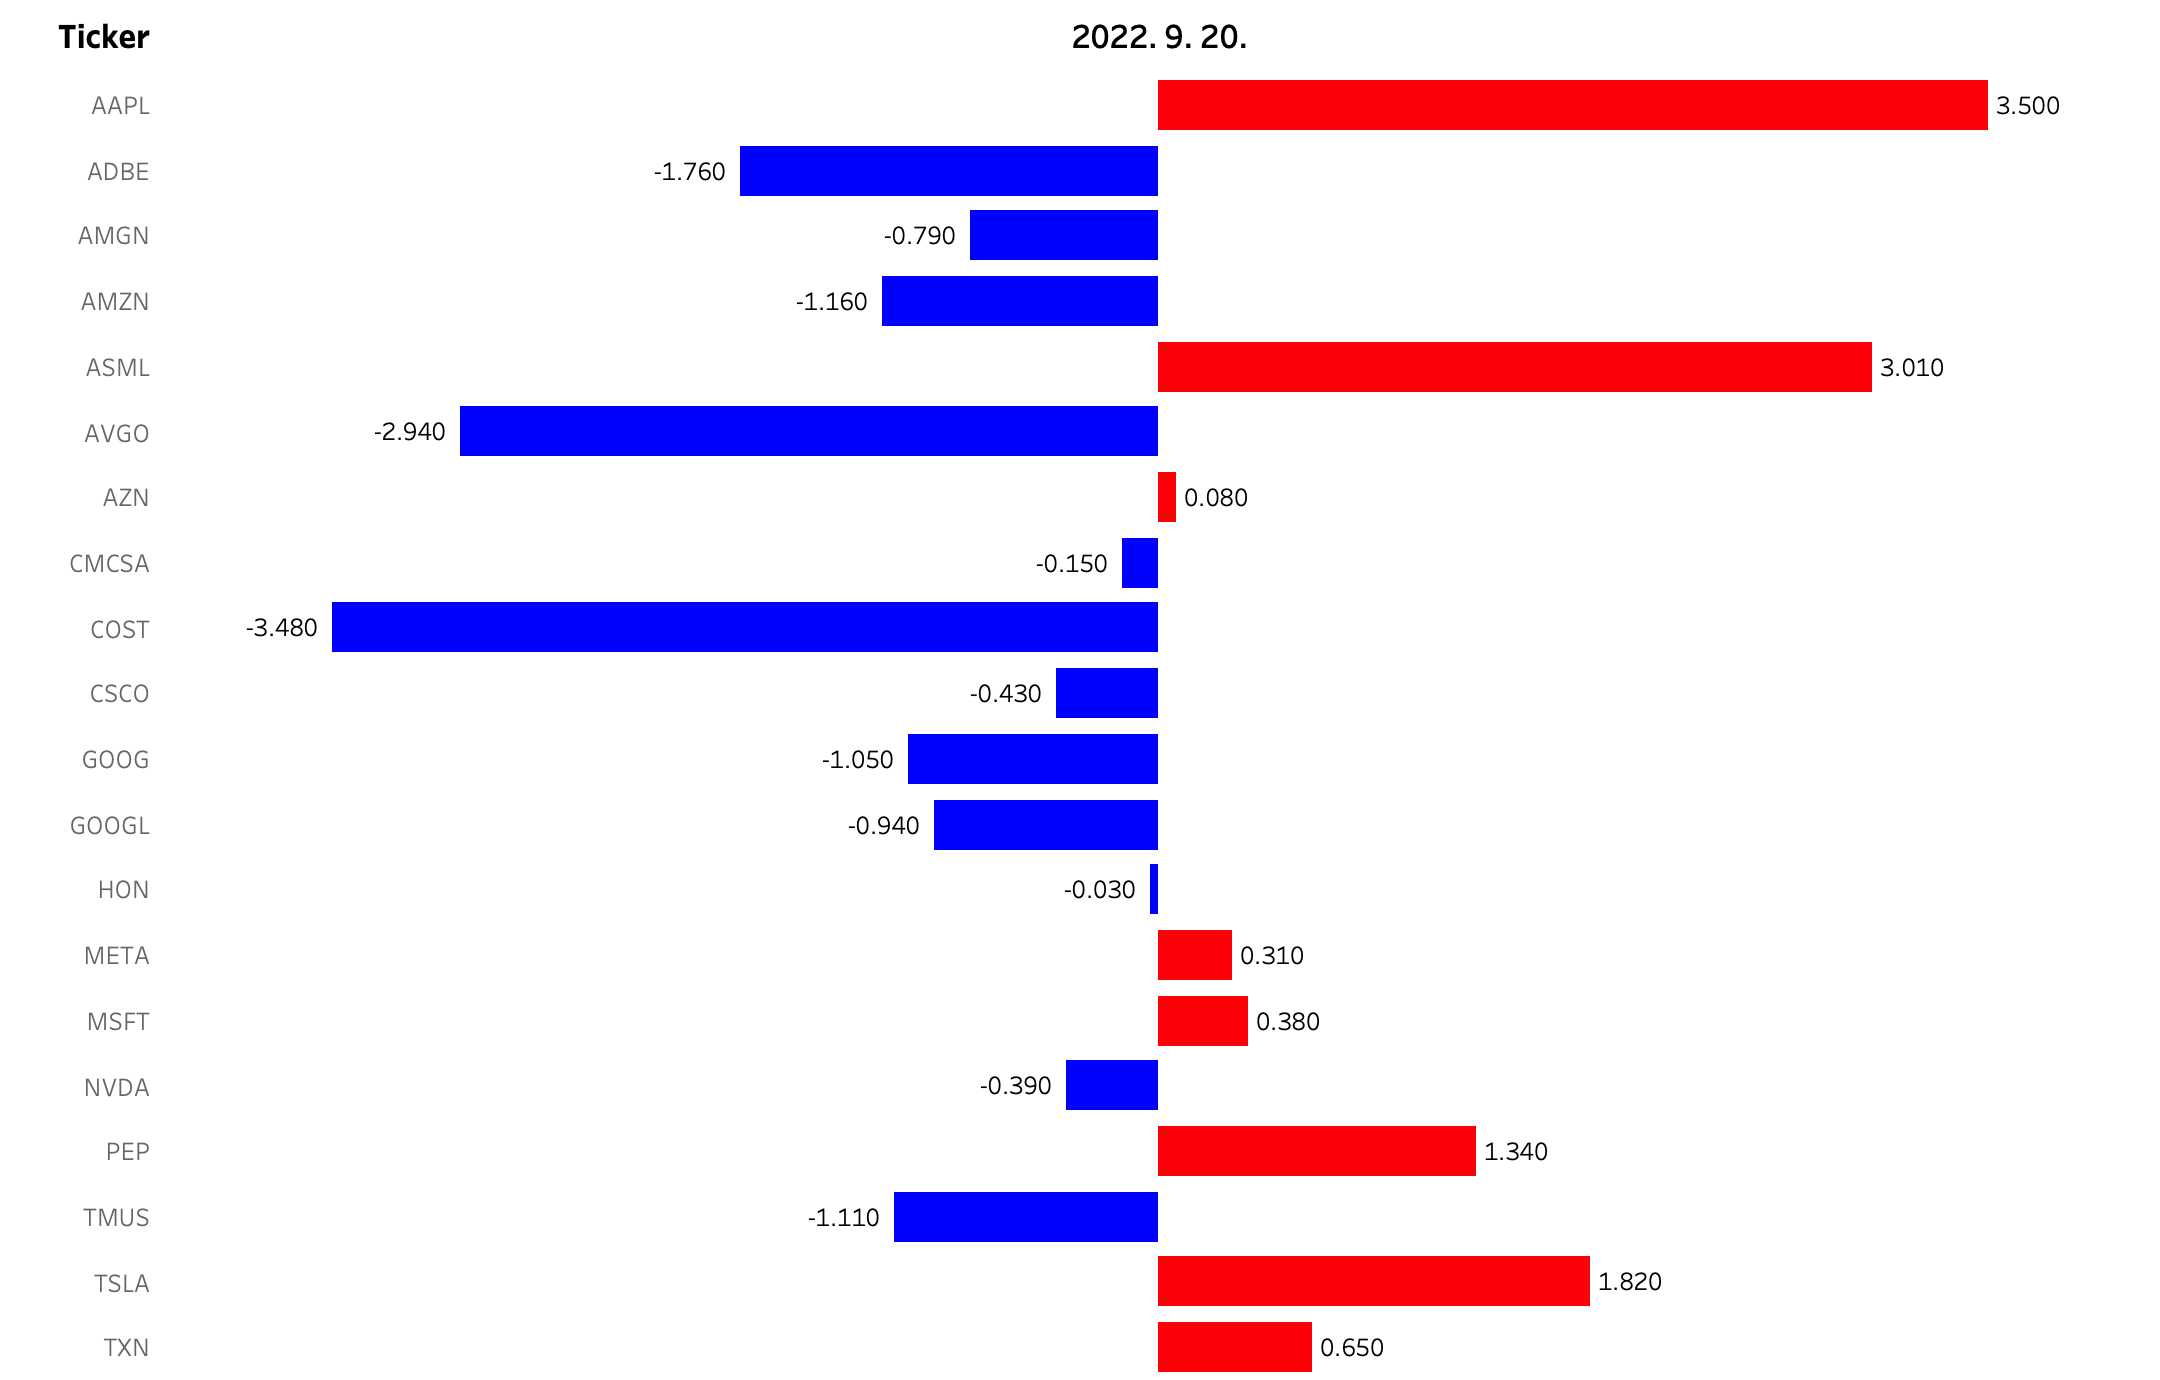 Ticker 2022. 9. 20.
AAPL 3.500
ADBE -1.760
AMGN -0.790
AMZN -1.160
ASML 3.010
AVGO -2.940
AZN 0.080
CMCSA -0.150
COST -3.480
CSCO -0.430
GOOG -1.050
GOOGL -0.940
HON -0.030
META 0.310
MSFT 0.380
NVDA -0.390
PEP 1.340
TMUS -1.110
TSLA 1.820
TXN 0.650